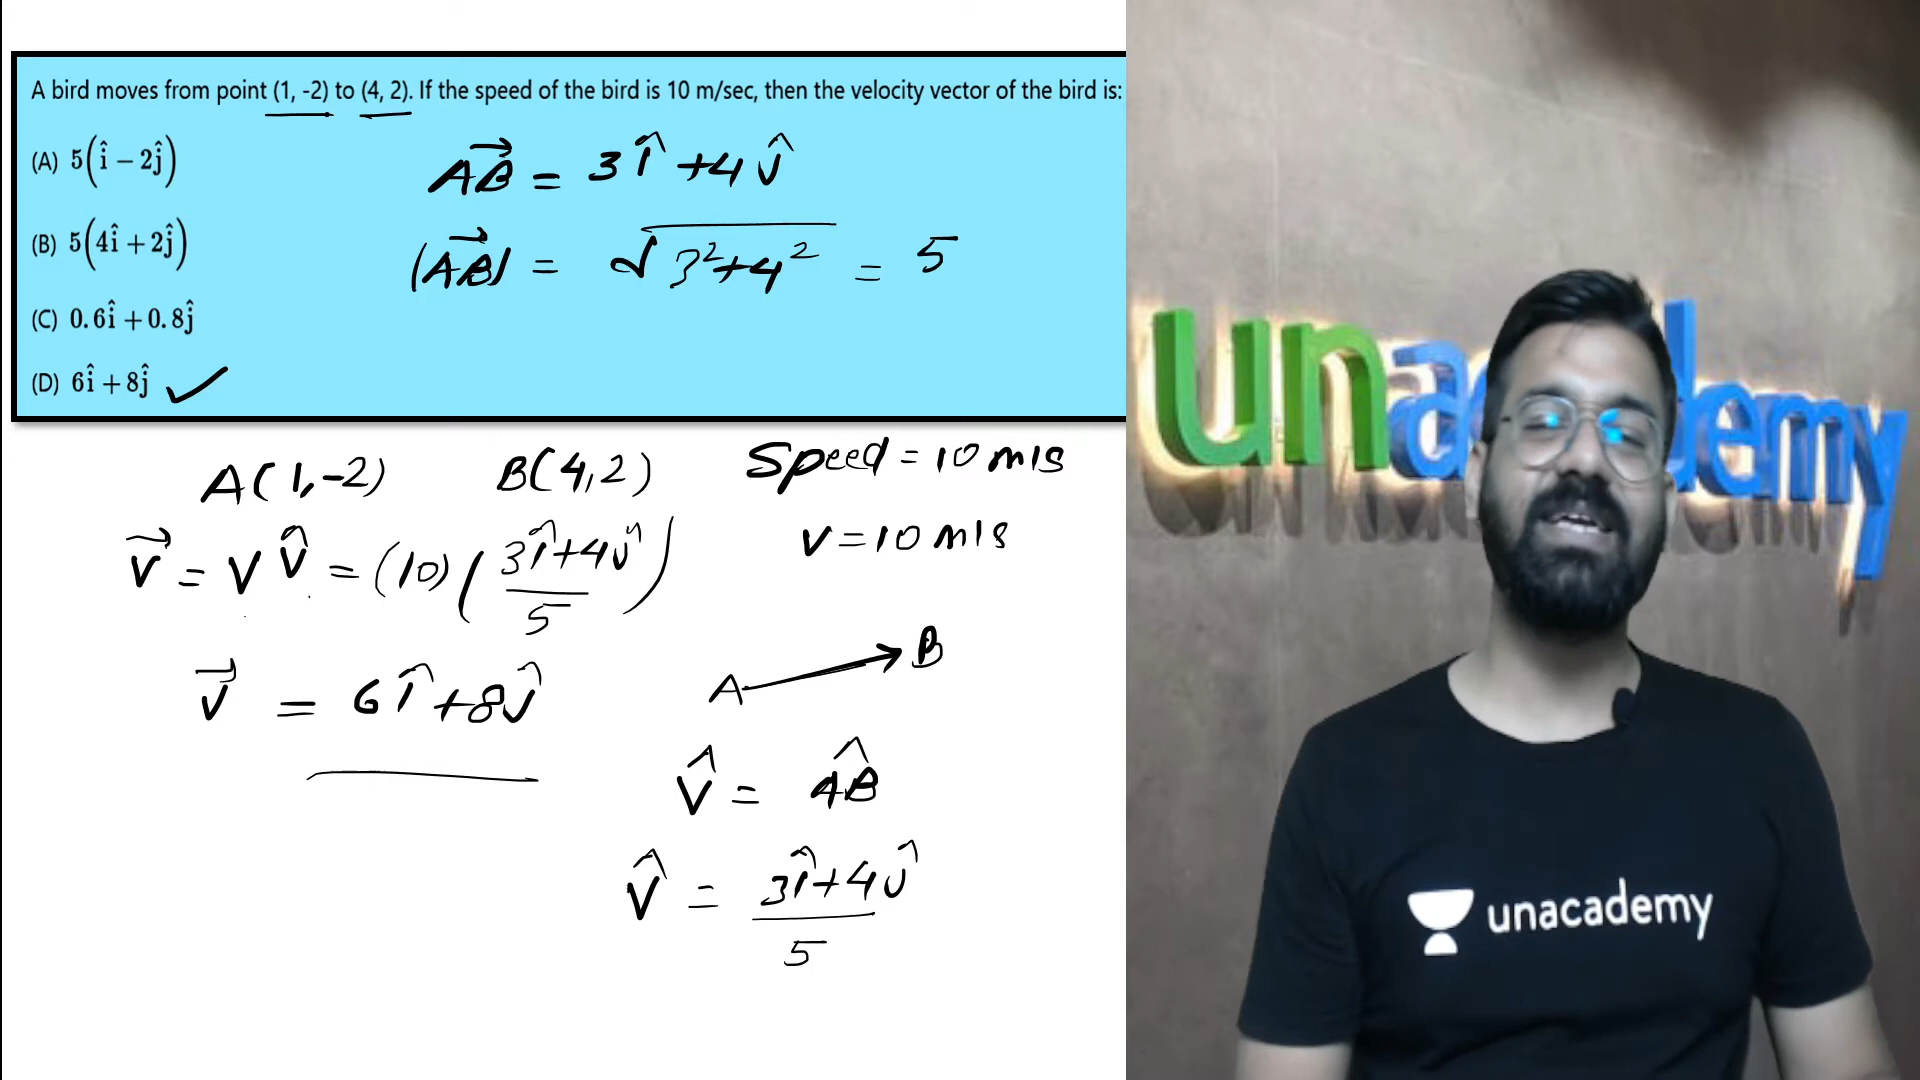 A bird moves from point (1, -2) to (4, 2). If the speed of the bird is 10 m/sec, then the velocity vector of the bird is:
(A) 5(î − 2ĵ)
(B) 5(4î + 2ĵ)
(C) 0.6î + 0.8ĵ
(D) 6î + 8ĵ ✓
AB⃗ = 3î + 4ĵ
|AB⃗| = √(3²+4²) = 5
A(1,-2) B(4,2) Speed = 10 m/s
v⃗ = v v̂ = (10) ((3î+4ĵ)/5) v = 10 m/s
v⃗ = 6î+8ĵ
A B
v̂ = AB̂
v̂ = (3î+4ĵ)/5
unacademy
unacademy